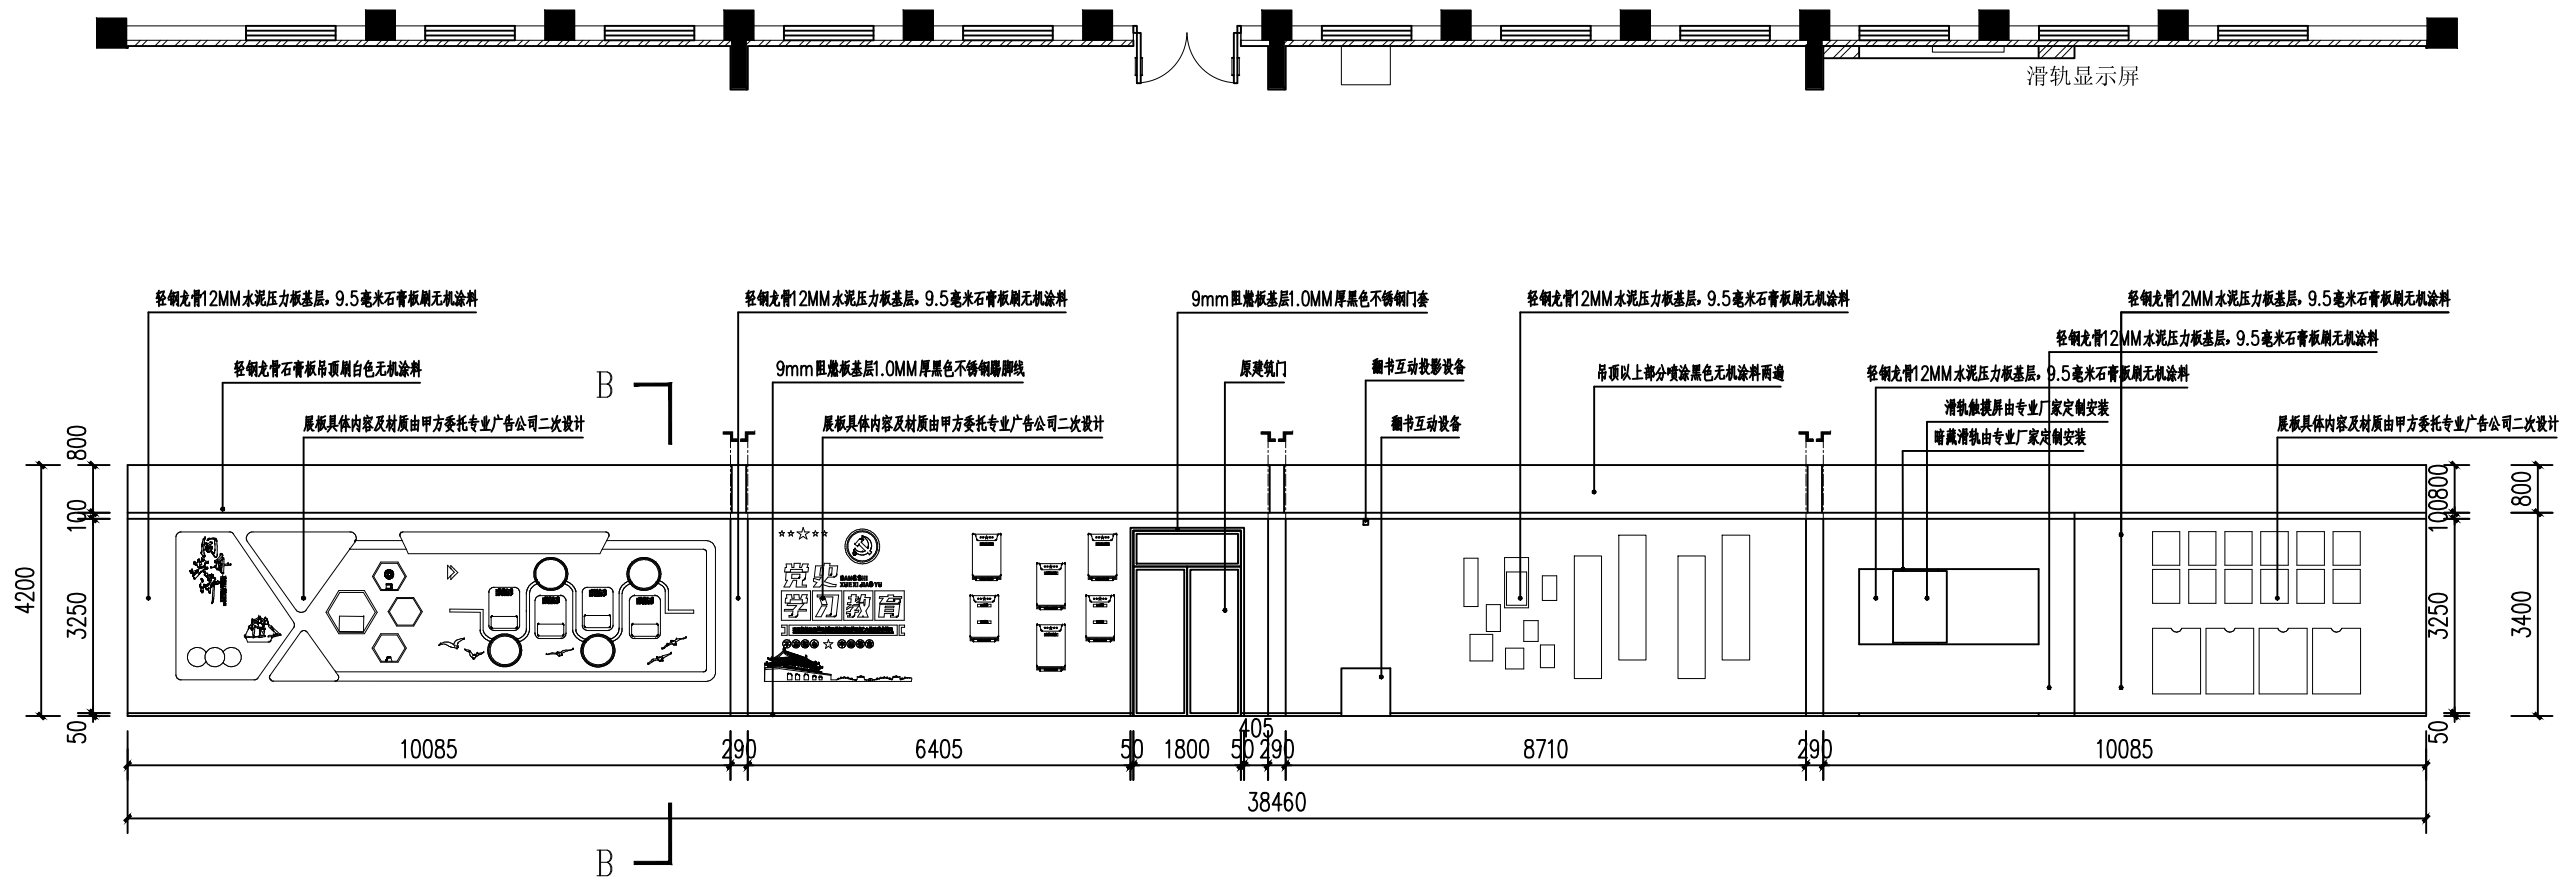 滑轨显示屏
轻钢龙骨12MM水泥压力板基层，9.5毫米石膏板刷无机涂料
轻钢龙骨12MM水泥压力板基层，9.5毫米石膏板刷无机涂料
9mm阻燃板基层1.0MM厚黑色不锈钢门套
轻钢龙骨12MM水泥压力板基层，9.5毫米石膏板刷无机涂料
轻钢龙骨12MM水泥压力板基层，9.5毫米石膏板刷无机涂料
轻钢龙骨12MM水泥压力板基层，9.5毫米石膏板刷无机涂料
轻钢龙骨石膏板吊顶刷白色无机涂料
B
9mm阻燃板基层1.0MM厚黑色不锈钢踢脚线
原建筑门
翻书互动投影设备
吊顶以上部分喷涂黑色无机涂料两遍
轻钢龙骨12MM水泥压力板基层，9.5毫米石膏板刷无机涂料
滑轨触摸屏由专业厂家定制安装
展板具体内容及材质由甲方委托专业广告公司二次设计
展板具体内容及材质由甲方委托专业广告公司二次设计
翻书互动设备
暗藏滑轨由专业厂家定制安装
展板具体内容及材质由甲方委托专业广告公司二次设计
800
100
4200
3250
50
党史
DANGSHI
XUEXIJIAOYU
学习教育
800
100
3250
50
800
3400
405
10085
290
6405
50
1800
50
290
8710
290
10085
38460
B